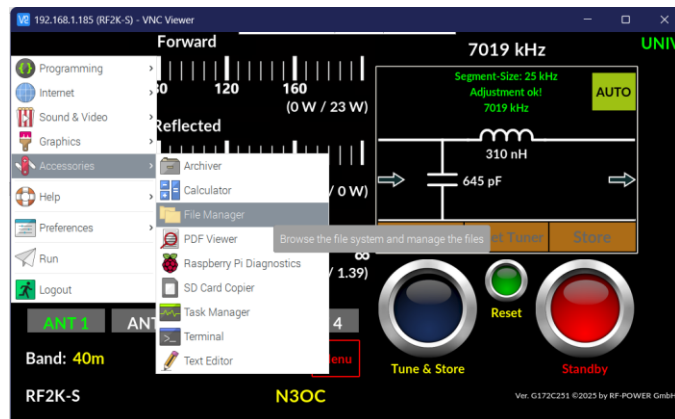 192.168.1.185 (RF2K-S) - VNC Viewer
Forward
120
160
(0 W / 23 W)
Reflected
/ 0 W)
/ 1.39)
Programming
Internet
Sound & Video
Graphics
Accessories
Help
Preferences
Run
Logout
Archiver
Calculator
File Manager
PDF Viewer
Raspberry Pi Diagnostics
SD Card Copier
Task Manager
Terminal
Text Editor
Browse the file system and manage the files
7019 kHz
Segment-Size: 25 kHz
Adjustment ok!
7019 kHz
AUTO
310 nH
645 pF
Tuner
Store
Tune & Store
Reset
Standby
ANT 1
4
Band: 40m
RF2K-S
N3OC
Ver. G172C251 ©2025 by RF-POWER GmbH